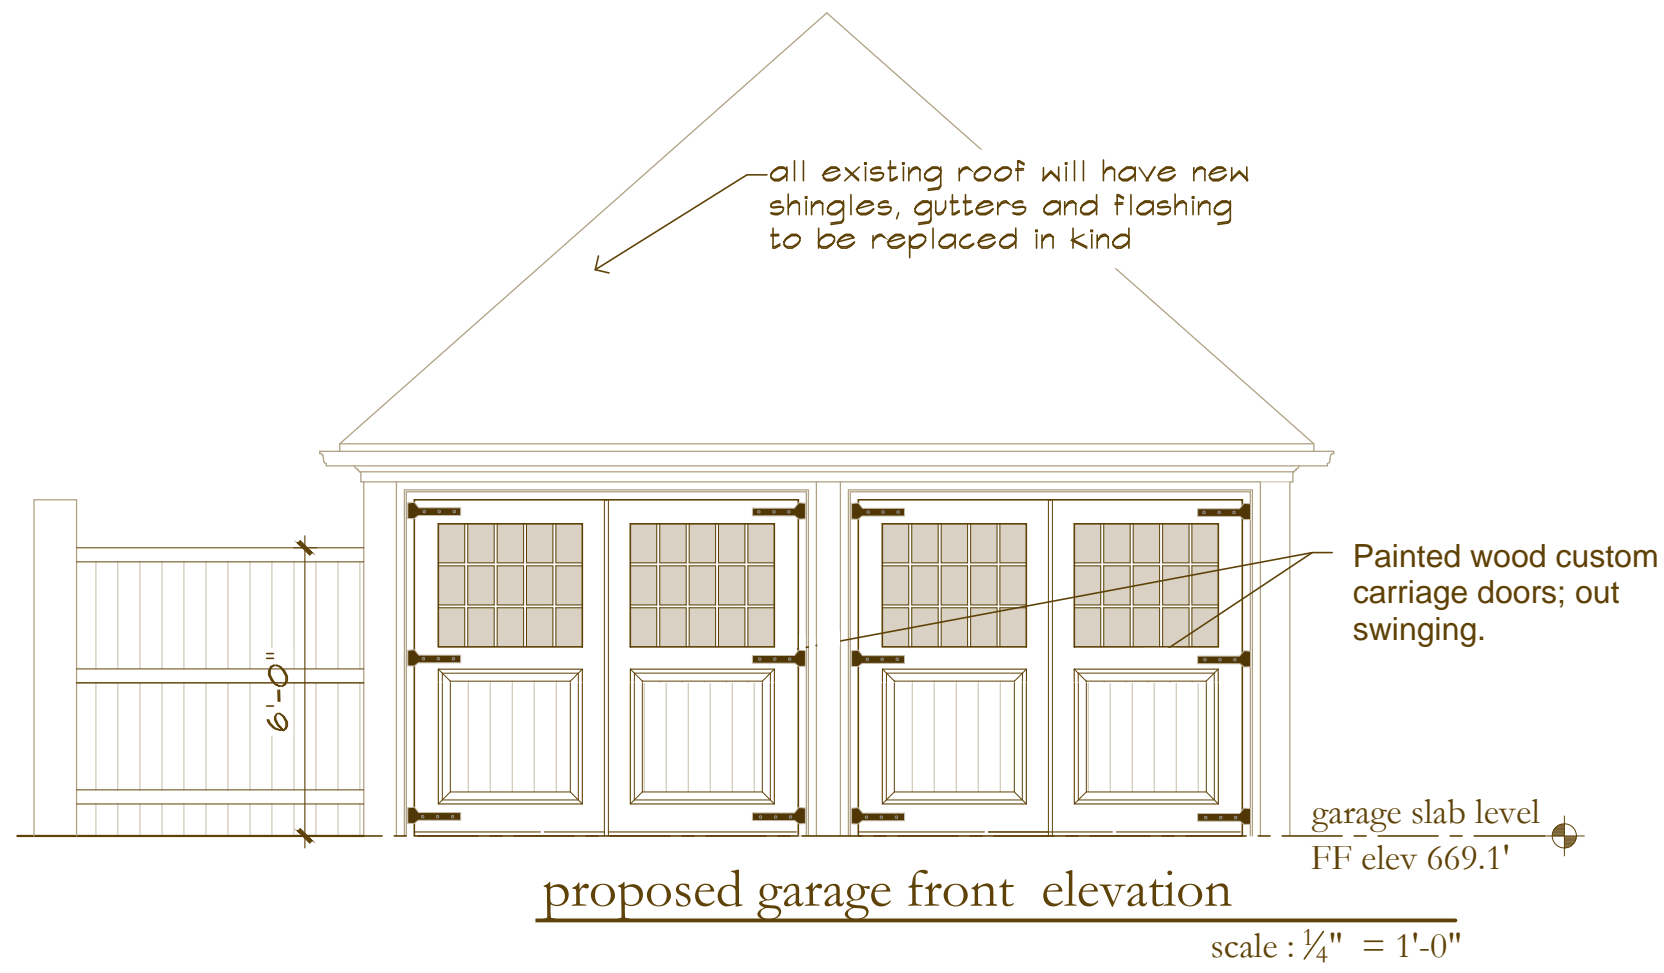 all existing roof will have new
shingles, gutters and flashing
to be replaced in kind
Painted wood custom
carriage doors; out
swinging.
6'-0"
garage slab level
FF elev 669.1'
proposed garage front elevation
scale : ¼" = 1'-0"